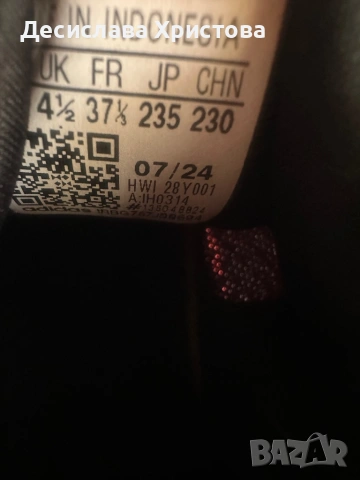 Десислава Христова
IN INDONESIA
UK FR JP CHN
4½ 37⅓ 235 230
07/24
HWI 28Y001
A:IH0314
adidas
BAZAR